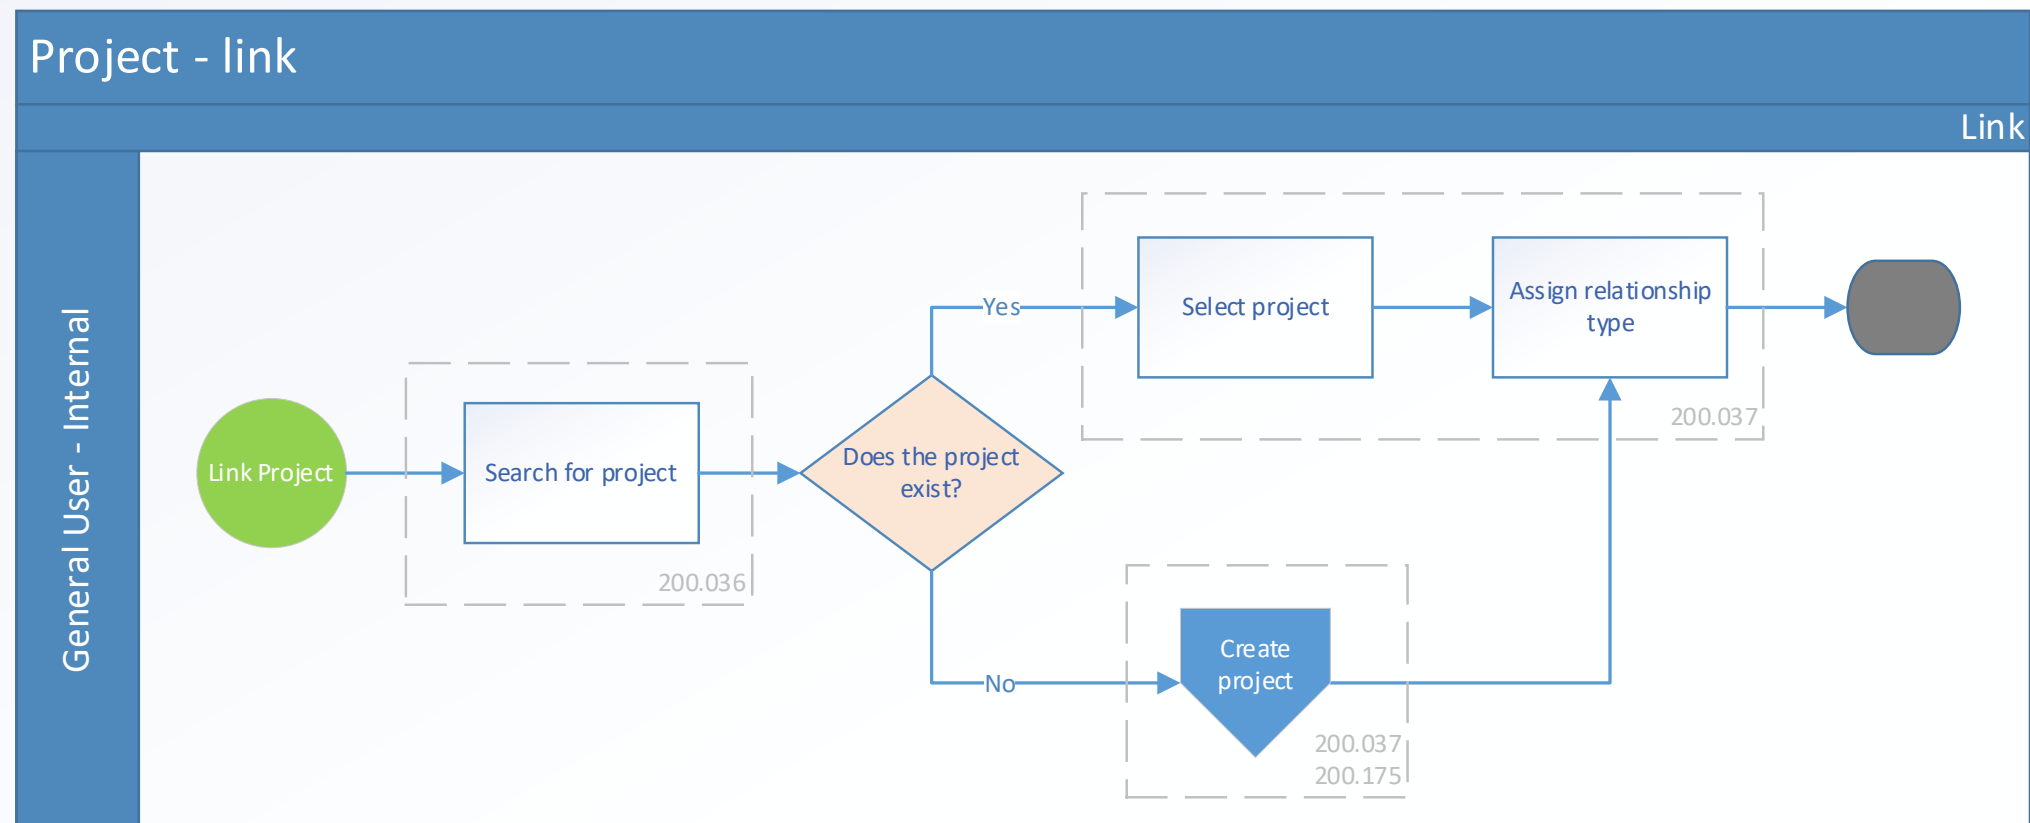 Project - link
Link
General User - Internal
Link Project
Search for project
200.036
Does the project
exist?
Yes
Select project
Assign relationship
type
200.037
No
Create
project
200.037
200.175